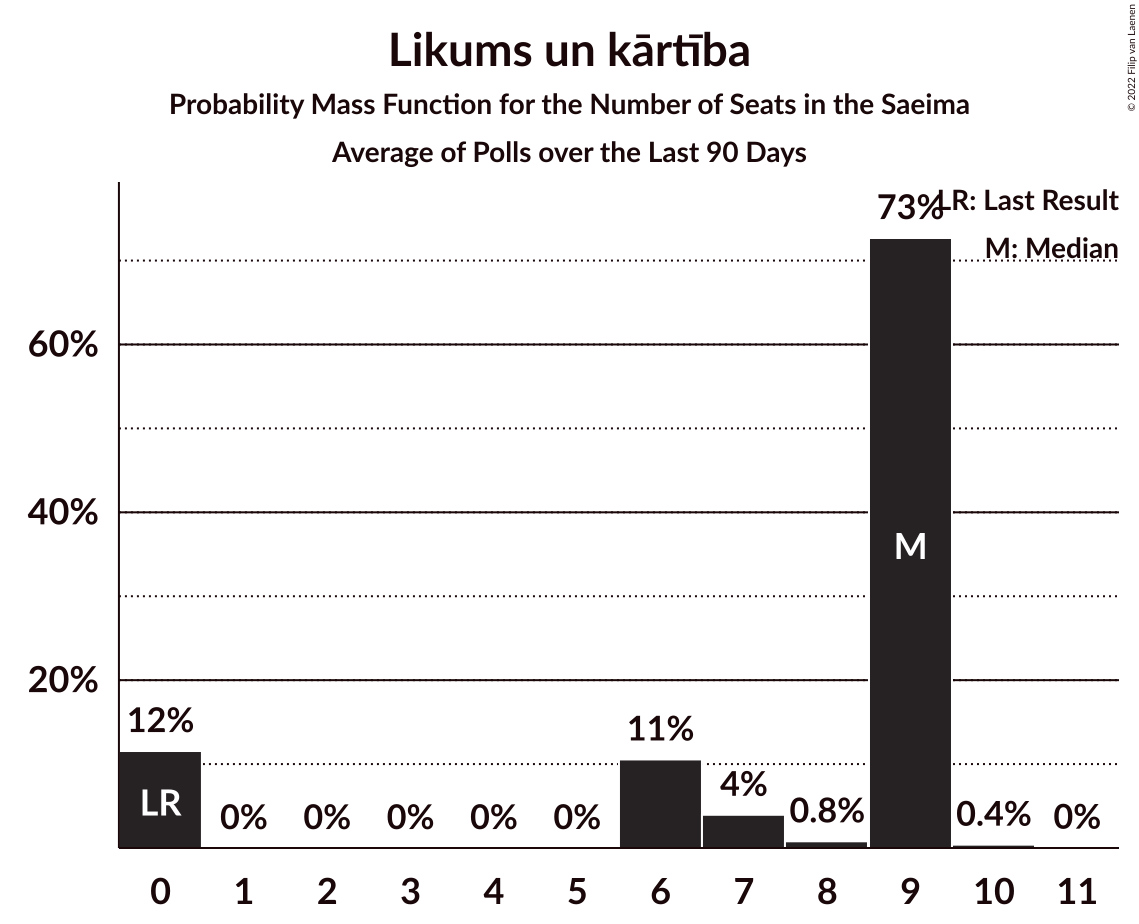 Likums un kārtība
Probability Mass Function for the Number of Seats in the Saeima
Average of Polls over the Last 90 Days
© 2022 Filip van Laenen
LR: Last Result
M: Median
73%
60%
40%
20%
M
12%
11%
4%
0.8%
0.4%
0%
0% 0% 0% 0% 0%
LR
0 1 2 3 4 5 6 7 8 9 10 11